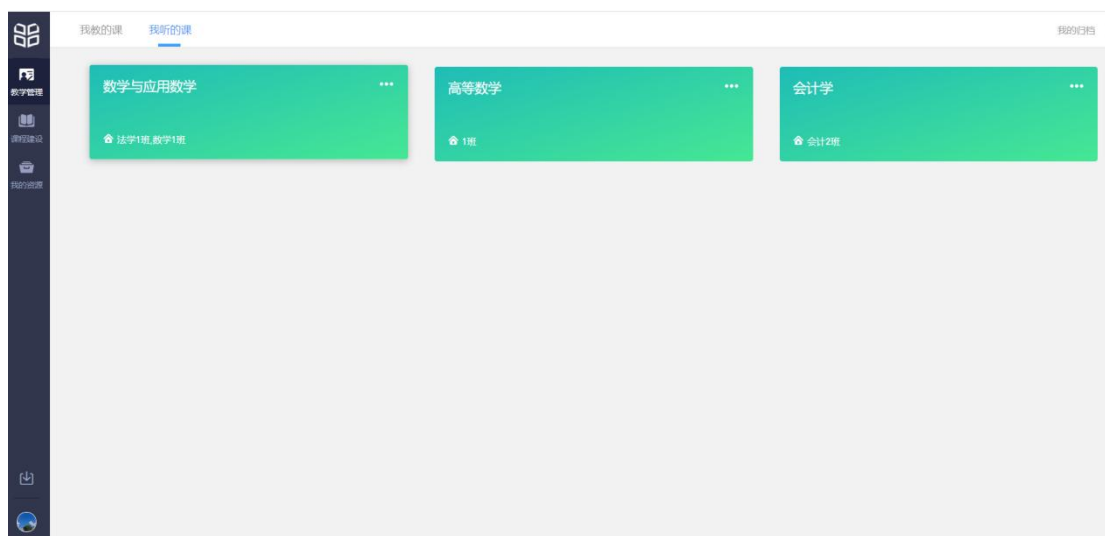 我教的课
我听的课
我的归档
教学管理
课程建设
我的资源
数学与应用数学
法学1班,数学1班
高等数学
1班
会计学
会计2班